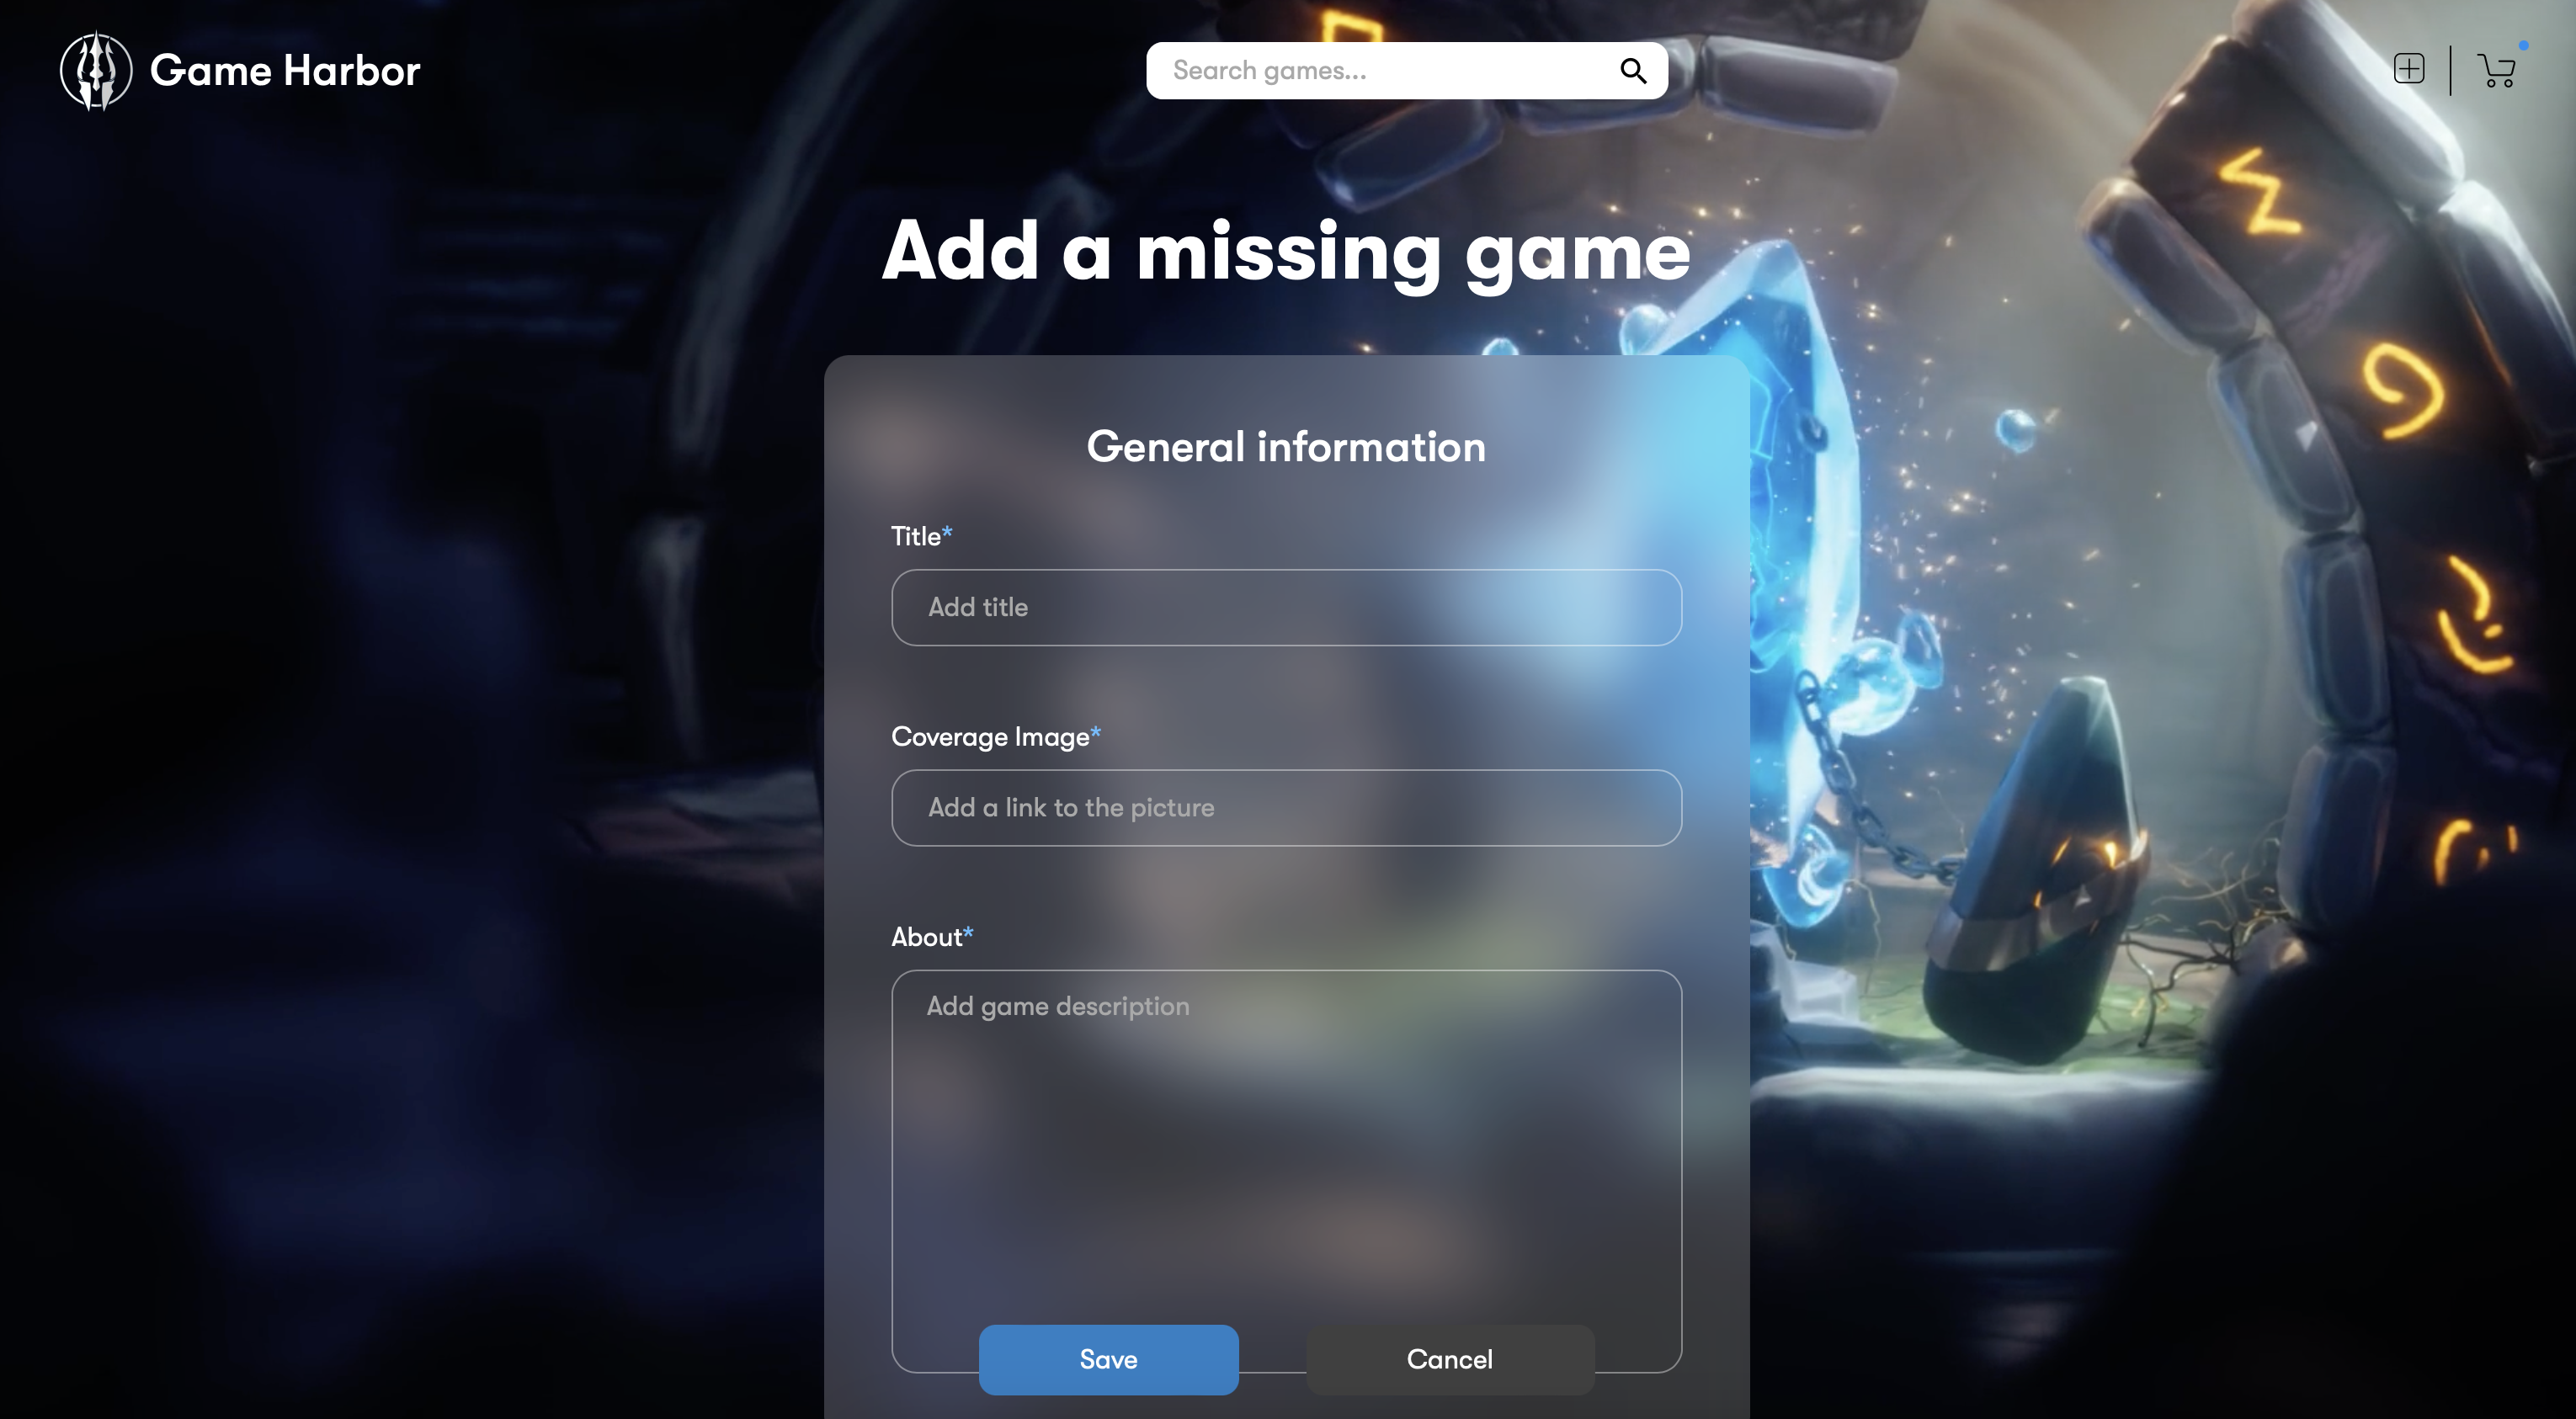 Game Harbor
Search games...
Add a missing game
General information
Title*
Add title
Coverage Image*
Add a link to the picture
About*
Add game description
Save
Cancel